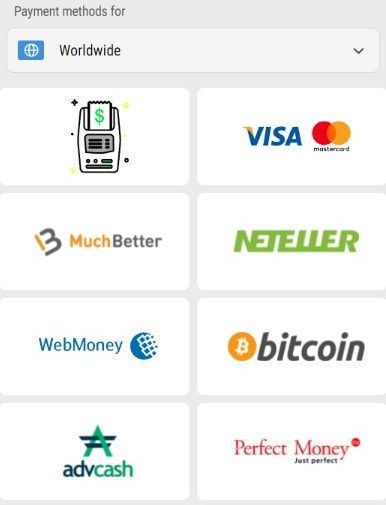 Payment methods for
Worldwide
$
VISA
mastercard
MuchBetter
NETELLER
WebMoney
bitcoin
advcash
Perfect Money
Just perfect